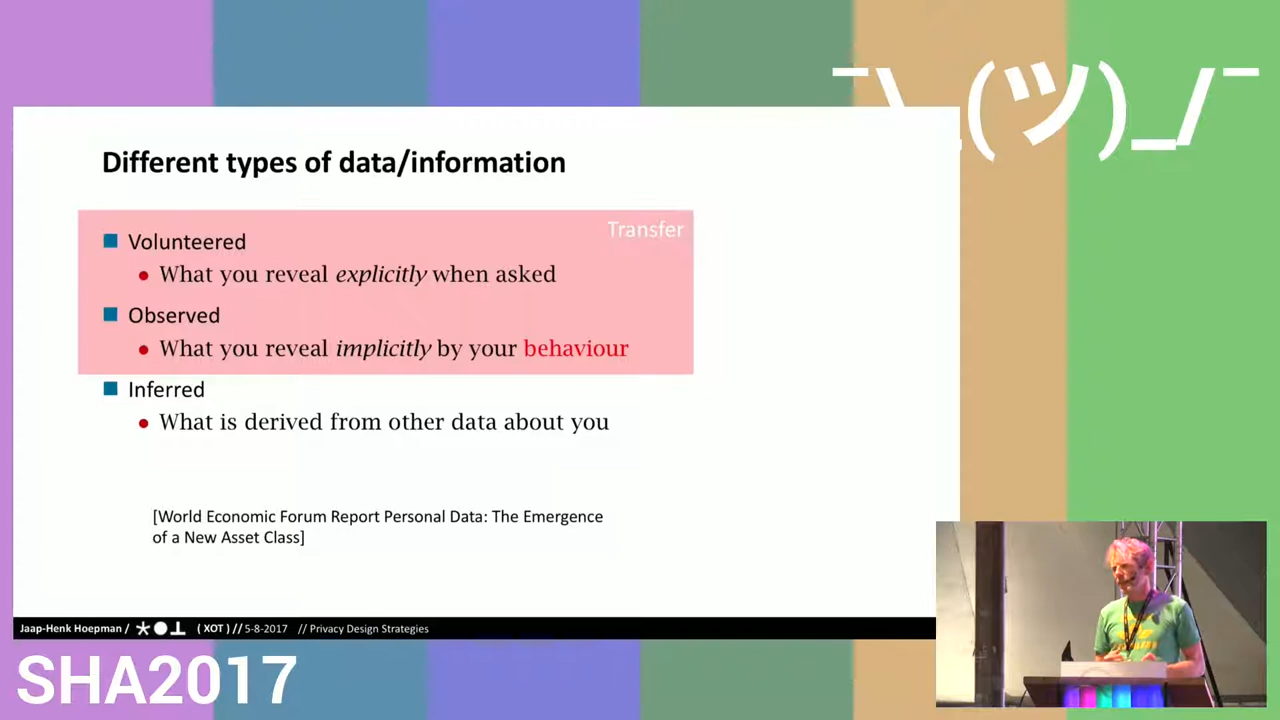 ¯\_(ツ)_/¯
Different types of data/information
Transfer
Volunteered
What you reveal explicitly when asked
Observed
What you reveal implicitly by your behaviour
Inferred
What is derived from other data about you
[World Economic Forum Report Personal Data: The Emergence
of a New Asset Class]
Jaap-Henk Hoepman / ( XOT ) // 5-8-2017 // Privacy Design Strategies
SHA2017